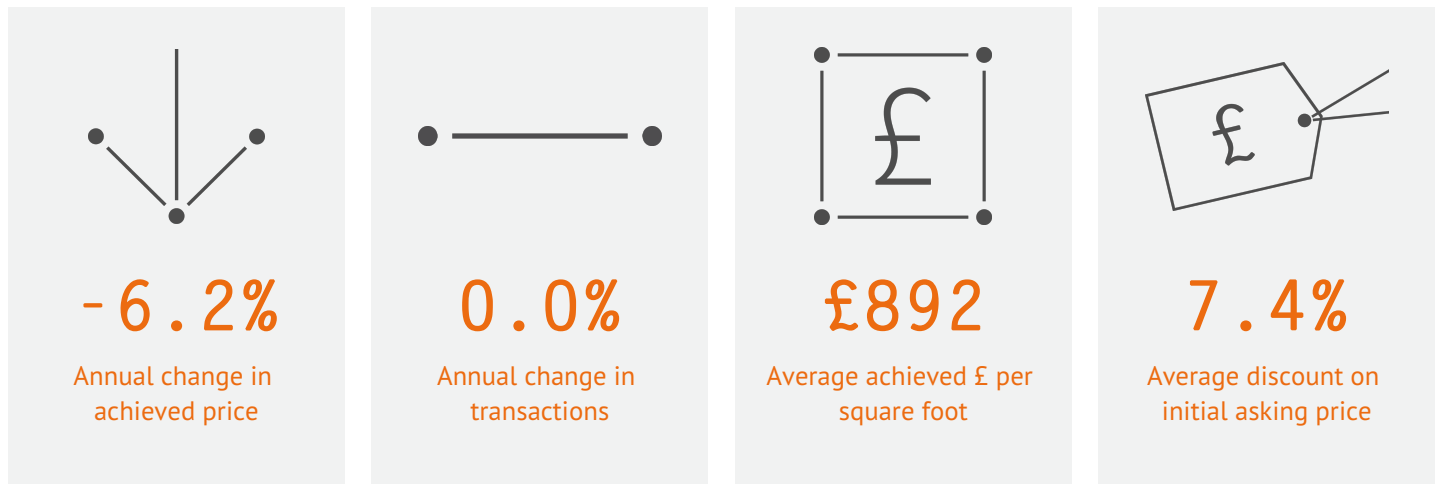 -6.2%
Annual change in
achieved price
0.0%
Annual change in
transactions
£
£892
Average achieved £ per
square foot
£
7.4%
Average discount on
initial asking price